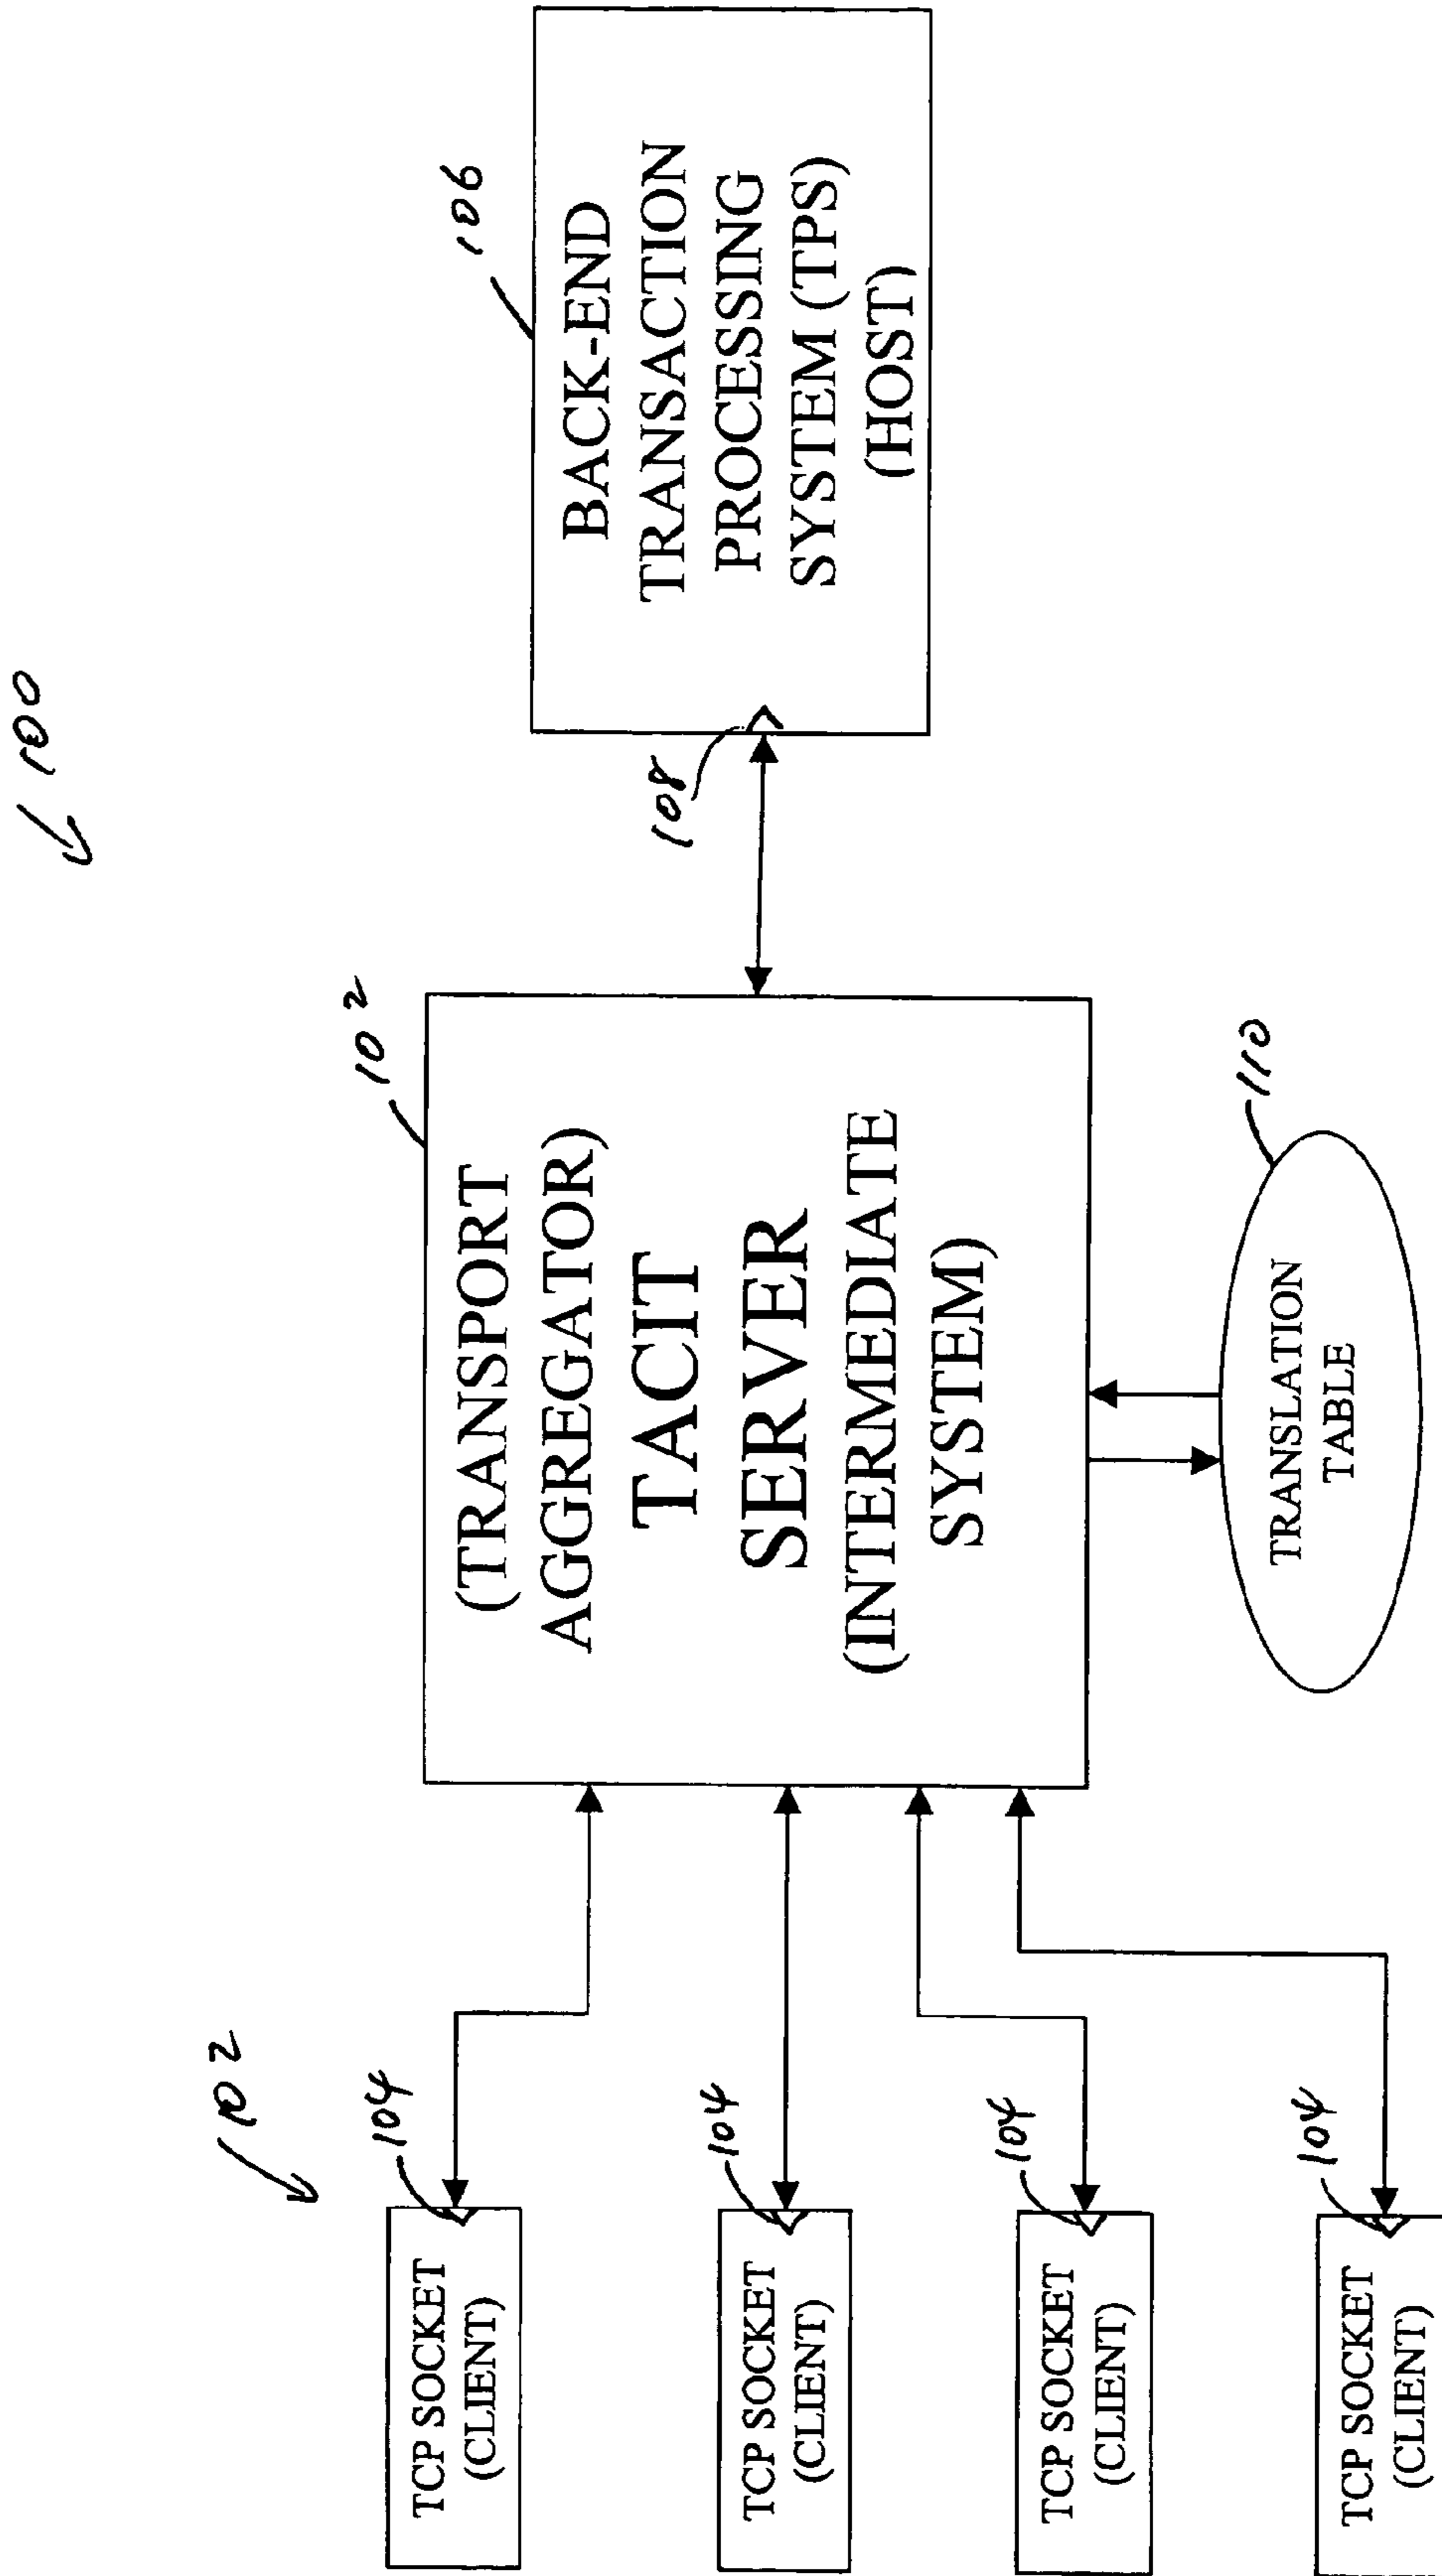 100
102
TCP SOCKET
(CLIENT)
104
TCP SOCKET
(CLIENT)
104
TCP SOCKET
(CLIENT)
104
TCP SOCKET
(CLIENT)
104
102
(TRANSPORT
AGGREGATOR)
TACIT
SERVER
(INTERMEDIATE
SYSTEM)
TRANSLATION
TABLE
110
106
108
BACK-END
TRANSACTION
PROCESSING
SYSTEM (TPS)
(HOST)